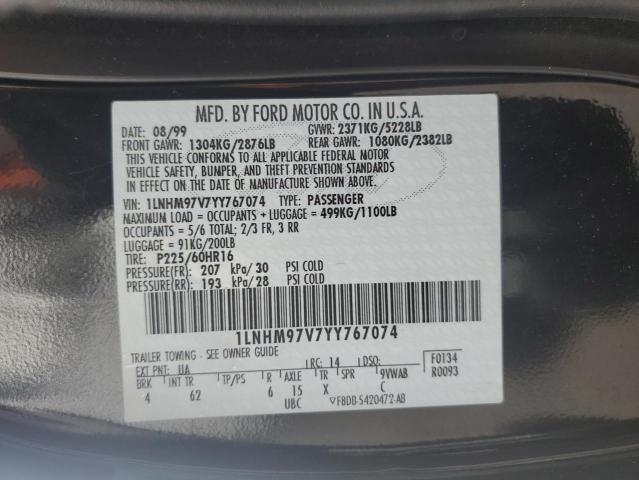 MFD. BY FORD MOTOR CO. IN U.S.A.
DATE: 08/99 GVWR: 2371KG/5228LB
FRONT GAWR: 1304KG/2876LB REAR GAWR: 1080KG/2382LB
THIS VEHICLE CONFORMS TO ALL APPLICABLE FEDERAL MOTOR
VEHICLE SAFETY, BUMPER, AND THEFT PREVENTION STANDARDS
IN EFFECT ON THE DATE OF MANUFACTURE SHOWN ABOVE.
VIN: 1LNHM97V7YY767074 TYPE: PASSENGER
MAXIMUM LOAD = OCCUPANTS + LUGGAGE = 499KG/1100LB
OCCUPANTS = 5/6 TOTAL; 2/3 FR, 3 RR
LUGGAGE = 91KG/200LB
TIRE: P225/60HR16
PRESSURE(FR) = 207 kPa/30 PSI COLD
PRESSURE(RR) = 193 kPa/28 PSI COLD
1LNHM97V7YY767074
TRAILER TOWING - SEE OWNER GUIDE
EXT PNT: UA RC: 14 DSO: F0134
BRK INT TR TP/PS R AXLE TR SPR 9VWAB R0093
4 62 6 15 X C
UBC ▽F8DB-S420472-AB